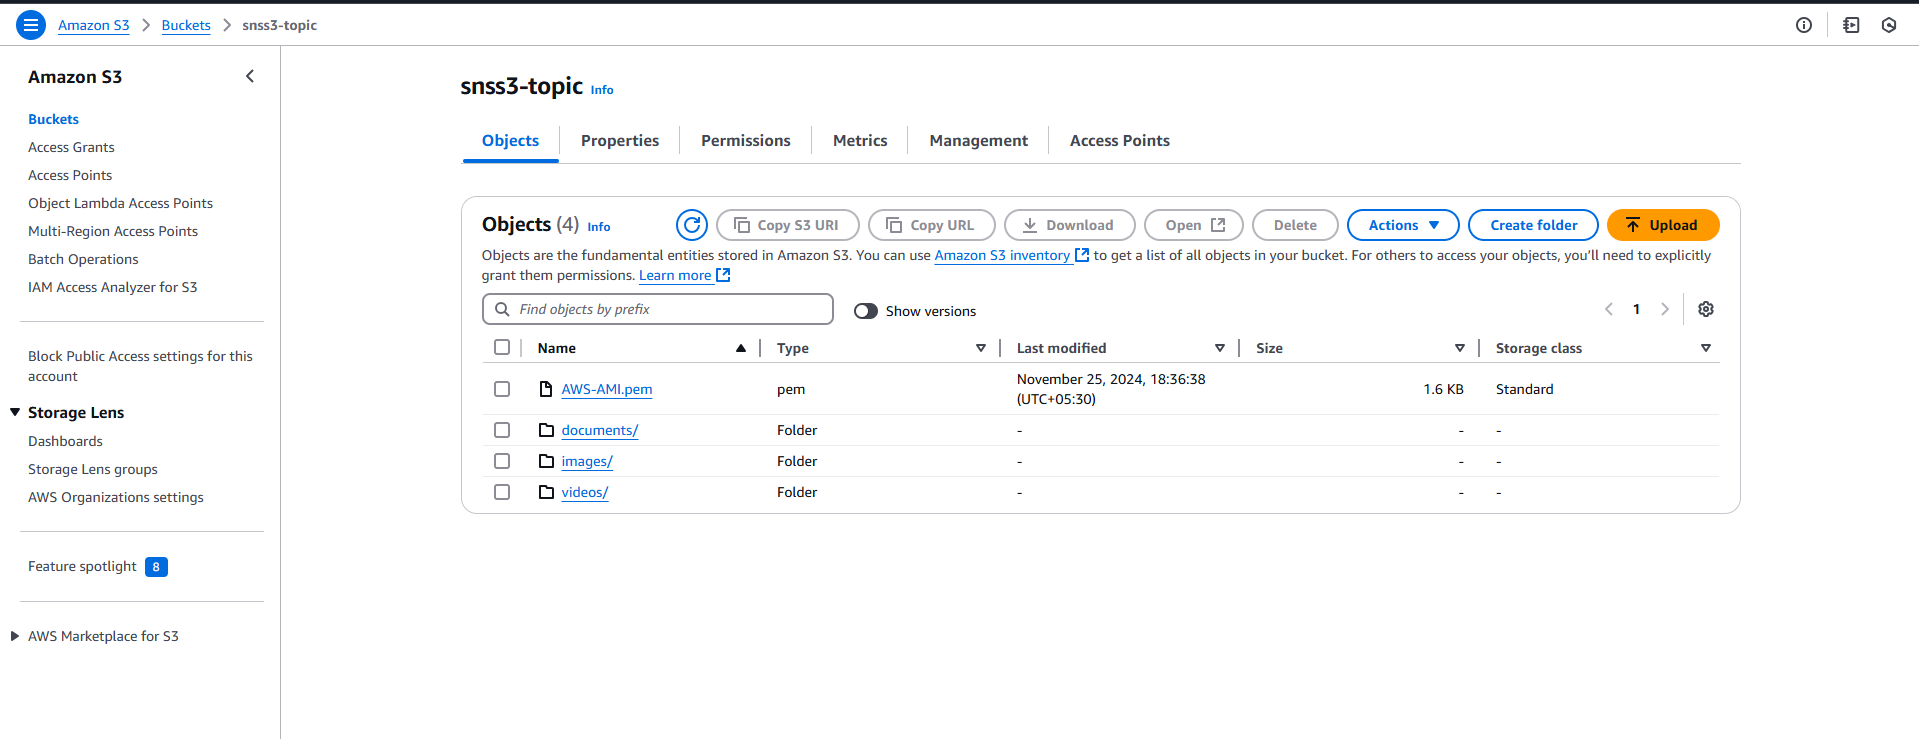 Amazon S3 > Buckets > snss3-topic
Amazon S3
Buckets
Access Grants
Access Points
Object Lambda Access Points
Multi-Region Access Points
Batch Operations
IAM Access Analyzer for S3
Block Public Access settings for this
account
Storage Lens
Dashboards
Storage Lens groups
AWS Organizations settings
Feature spotlight 8
AWS Marketplace for S3
snss3-topic Info
Objects Properties Permissions Metrics Management Access Points
Objects (4) Info Copy S3 URI Copy URL Download Open Delete Actions Create folder Upload
Objects are the fundamental entities stored in Amazon S3. You can use Amazon S3 inventory to get a list of all objects in your bucket. For others to access your objects, you’ll need to explicitly
grant them permissions. Learn more
Find objects by prefix Show versions 1
Name Type Last modified Size Storage class
AWS-AMI.pem pem November 25, 2024, 18:36:38 (UTC+05:30) 1.6 KB Standard
documents/ Folder - - -
images/ Folder - - -
videos/ Folder - - -